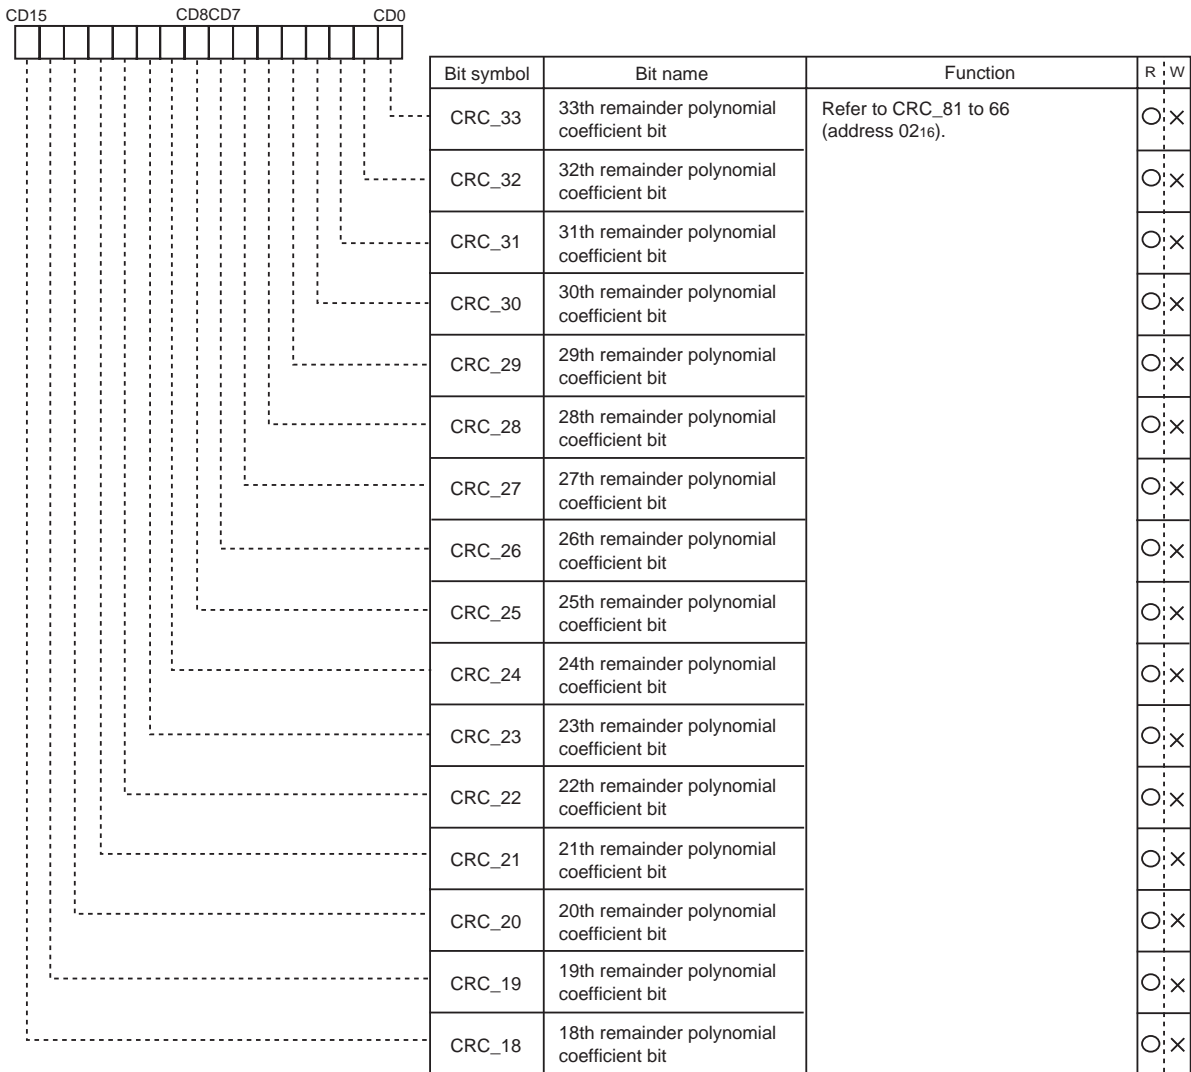 CD15 CD8CD7 CD0
Bit symbol Bit name Function R W
CRC_33 33th remainder polynomial Refer to CRC_81 to 66
coefficient bit (address 0216).
CRC_32 32th remainder polynomial
coefficient bit
CRC_31 31th remainder polynomial
coefficient bit
CRC_30 30th remainder polynomial
coefficient bit
CRC_29 29th remainder polynomial
coefficient bit
CRC_28 28th remainder polynomial
coefficient bit
CRC_27 27th remainder polynomial
coefficient bit
CRC_26 26th remainder polynomial
coefficient bit
CRC_25 25th remainder polynomial
coefficient bit
CRC_24 24th remainder polynomial
coefficient bit
CRC_23 23th remainder polynomial
coefficient bit
CRC_22 22th remainder polynomial
coefficient bit
CRC_21 21th remainder polynomial
coefficient bit
CRC_20 20th remainder polynomial
coefficient bit
CRC_19 19th remainder polynomial
coefficient bit
CRC_18 18th remainder polynomial
coefficient bit